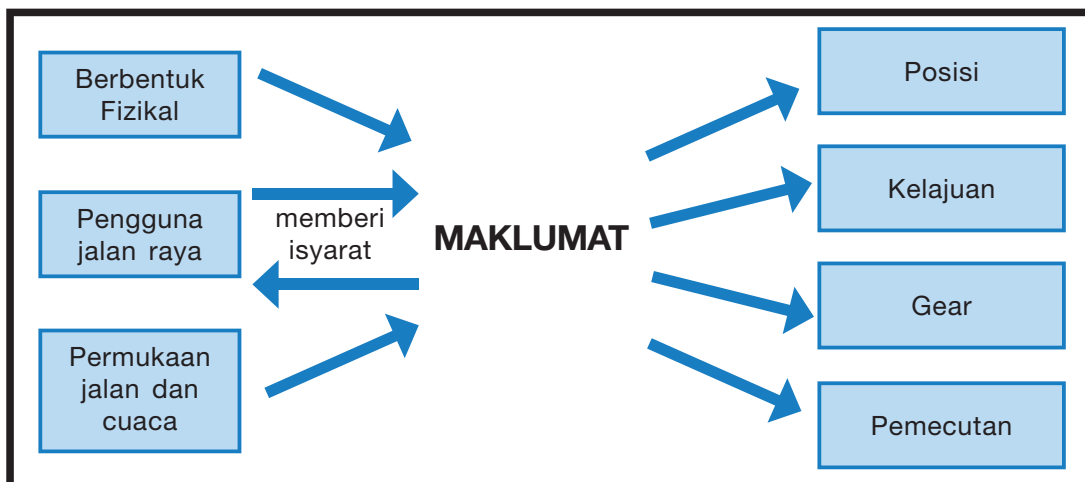 Berbentuk
Fizikal
Pengguna
jalan raya
Permukaan
jalan dan
cuaca
memberi
isyarat
MAKLUMAT
Posisi
Kelajuan
Gear
Pemecutan